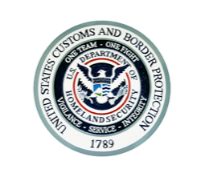 UNITED STATES CUSTOMS AND BORDER PROTECTION
ONE TEAM - ONE FIGHT
U.S. DEPARTMENT OF
HOMELAND SECURITY
VIGILANCE - SERVICE - INTEGRITY
1789